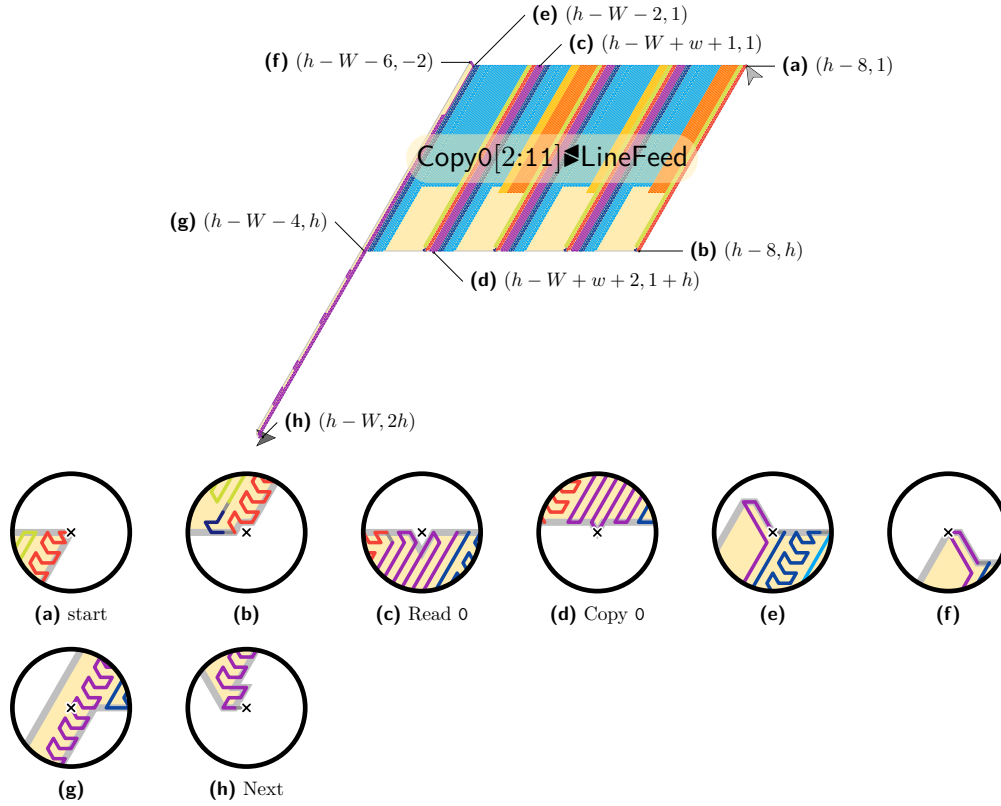 (e) (h − W − 2, 1)
(c) (h − W + w + 1, 1)
(f) (h − W − 6, −2)
(a) (h − 8, 1)
Copy0[2:11]◤LineFeed
(g) (h − W − 4, h)
(b) (h − 8, h)
(d) (h − W + w + 2, 1 + h)
(h) (h − W, 2h)
(a) start
(b)
(c) Read 0
(d) Copy 0
(e)
(f)
(g)
(h) Next